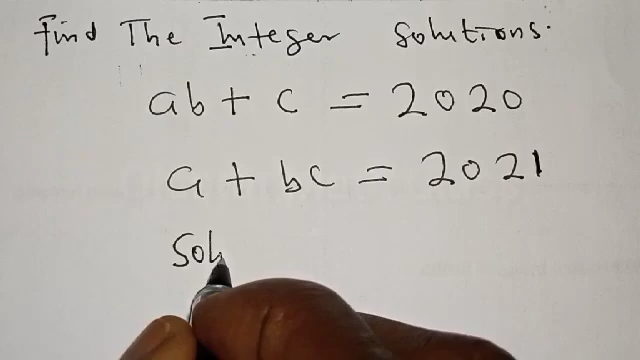 find The Integer Solutions.
ab + c = 2020
a + bc = 2021
Sol